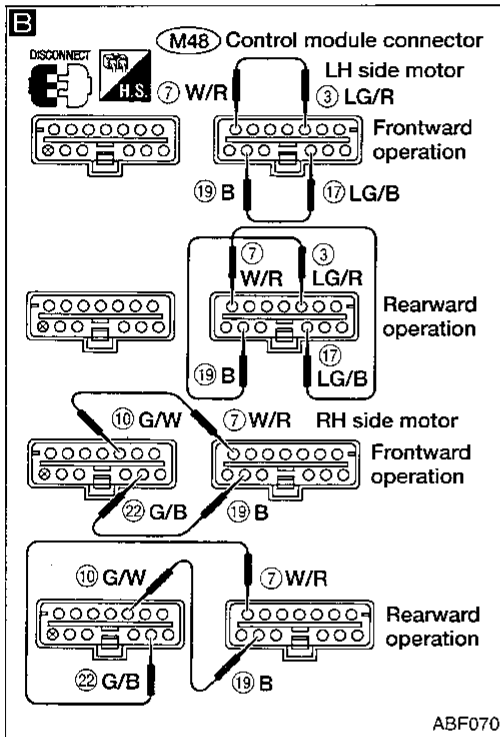 B
DISCONNECT
H.S.
M48 Control module connector
LH side motor
7 W/R
3 LG/R
Frontward
operation
19 B
17 LG/B
7
W/R
3
LG/R
Rearward
operation
19 B
17
LG/B
10 G/W
7 W/R
RH side motor
Frontward
operation
22 G/B
19 B
10 G/W
7 W/R
Rearward
operation
22 G/B
19 B
ABF070